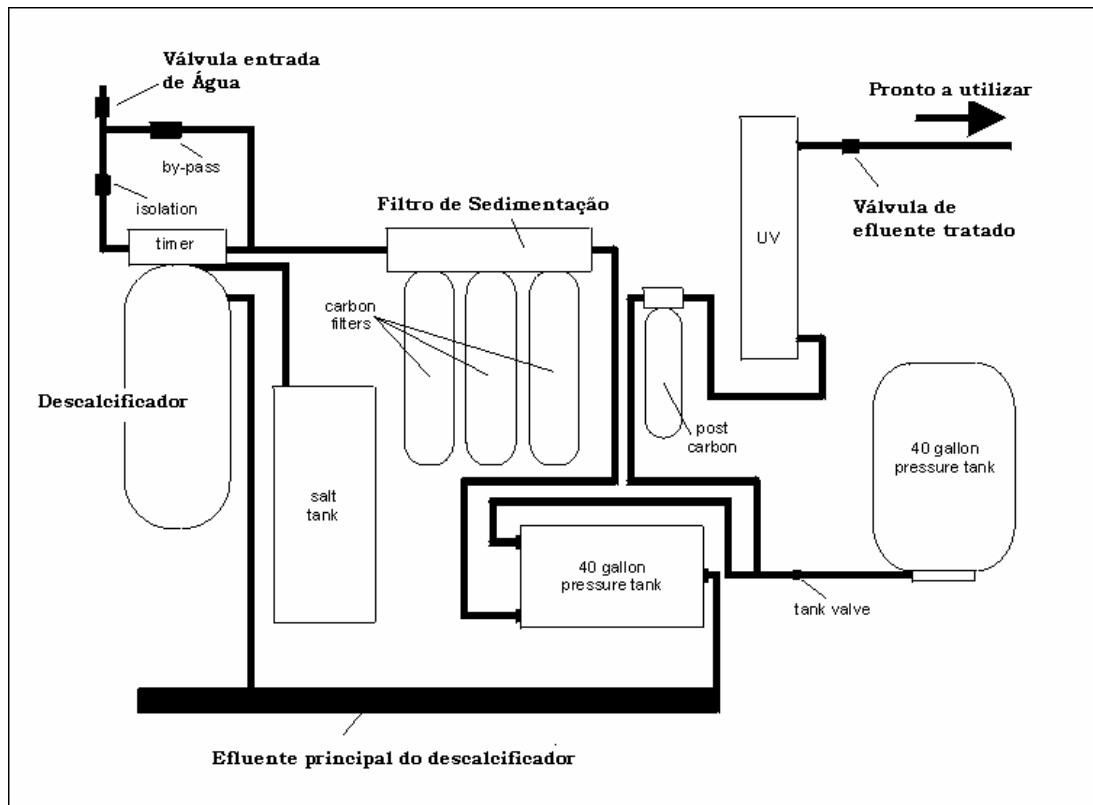 Válvula entrada
de Água
Pronto a utilizar
by-pass
isolation
Filtro de Sedimentação
Válvula de
efluente tratado
timer
UV
carbon
filters
Descalcificador
post
carbon
40 gallon
pressure tank
salt
tank
40 gallon
pressure tank
tank valve
Efluente principal do descalcificador